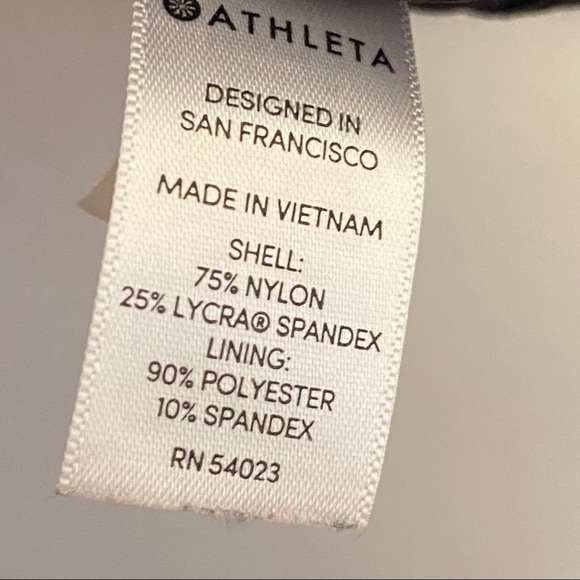 ATHLETA
DESIGNED IN
SAN FRANCISCO
MADE IN VIETNAM
SHELL:
75% NYLON
25% LYCRA® SPANDEX
LINING:
90% POLYESTER
10% SPANDEX
RN 54023